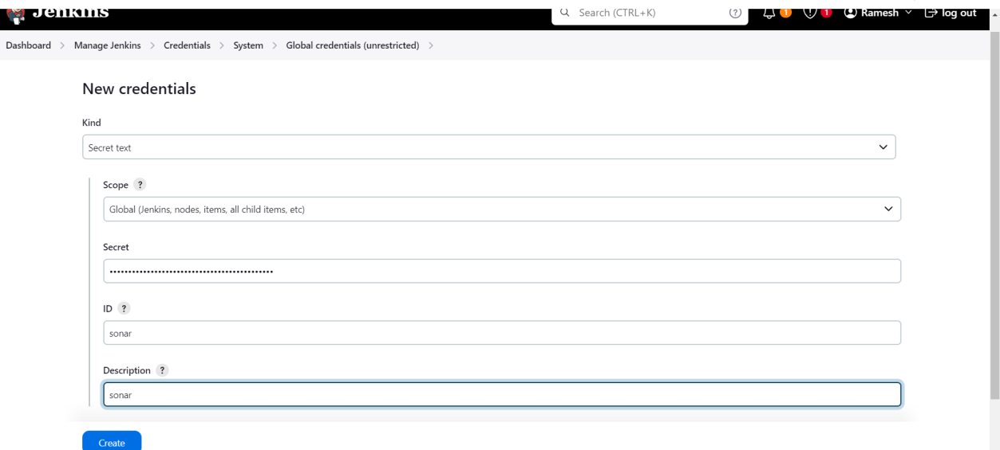 Jenkins
Search (CTRL+K) ? 1 1 Ramesh log out
Dashboard > Manage Jenkins > Credentials > System > Global credentials (unrestricted) >
New credentials
Kind
Secret text
Scope ?
Global (Jenkins, nodes, items, all child items, etc)
Secret
••••••••••••••••••••••••••••••••••••••••••••
ID ?
sonar
Description ?
sonar
Create